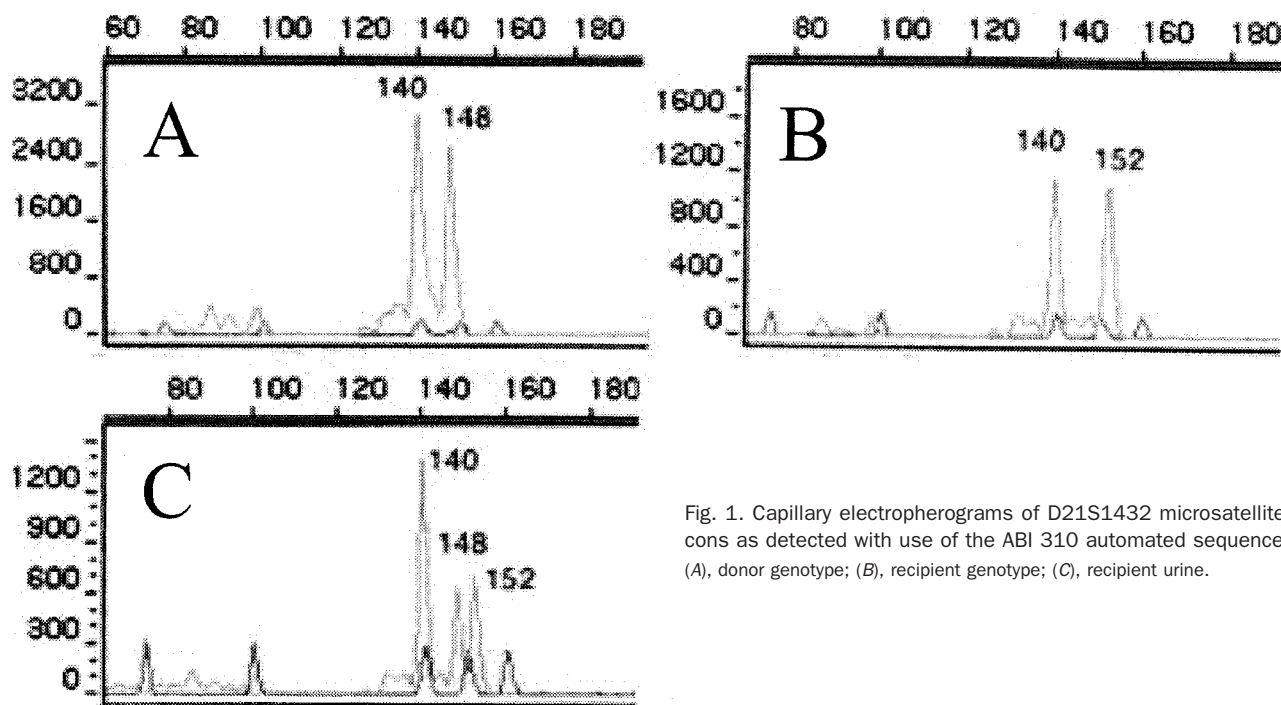 60 80 100 120 140 160 180
3200
2400
1600
800
0
A
140
148
80 100 120 140 160 180
1600
1200
800
400
0
B
140
152
80 100 120 140 160 180
1200
900
600
300
0
C
140
148
152
Fig. 1. Capillary electropherograms of D21S1432 microsatellite
cons as detected with use of the ABI 310 automated sequence
(A), donor genotype; (B), recipient genotype; (C), recipient urine.